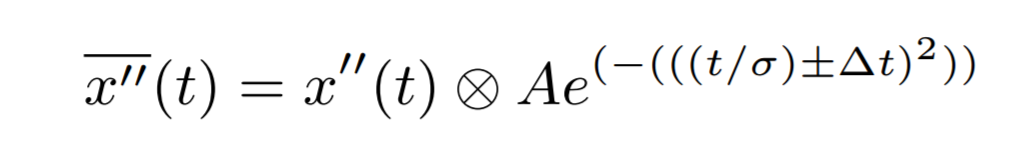 $\overline{x''}(t) = x''(t) \otimes Ae^{(-(((t/\sigma)\pm\Delta t)^2))}$